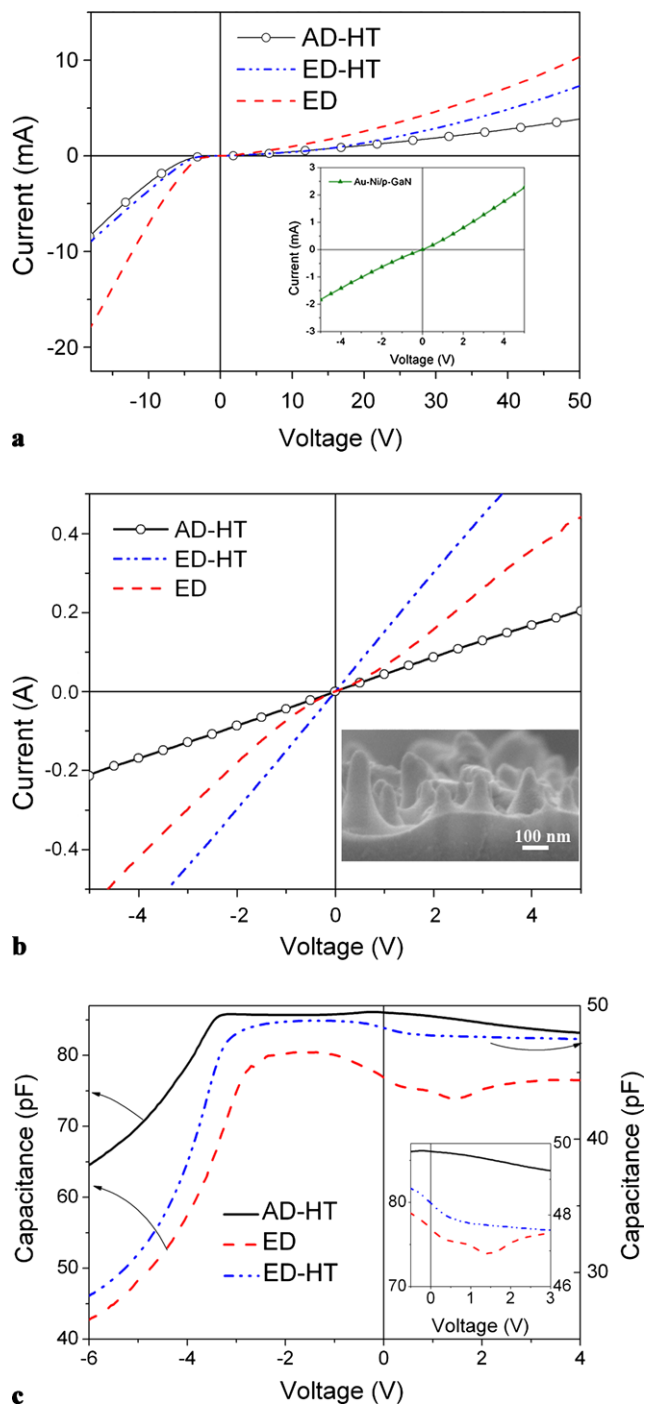 10
0
-10
-20
Current (mA)
AD-HT
ED-HT
ED
3
2
1
0
-1
-2
-3
Current (mA)
Au-Ni/p-GaN
-4 -2 0 2 4
Voltage (V)
-10 0 10 20 30 40 50
Voltage (V)
a
0.4
0.2
0.0
-0.2
-0.4
Current (A)
AD-HT
ED-HT
ED
100 nm
-4 -2 0 2 4
Voltage (V)
b
80
70
60
50
40
Capacitance (pF)
50
40
30
Capacitance (pF)
AD-HT
ED
ED-HT
80
70
50
48
46
0 1 2 3
Voltage (V)
-6 -4 -2 0 2 4
Voltage (V)
c